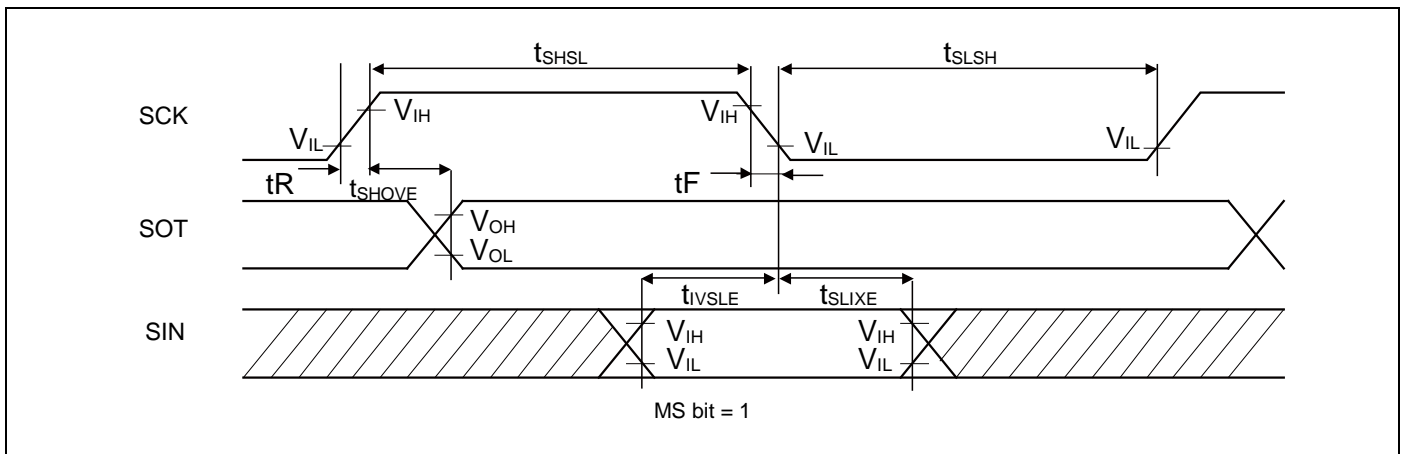 tSHSL tSLSH
SCK VIH VIH
VIL VIL VIL
tR tSHOVE tF
SOT VOH
VOL
tIVSLE tSLIXE
SIN VIH VIH
VIL VIL
MS bit = 1